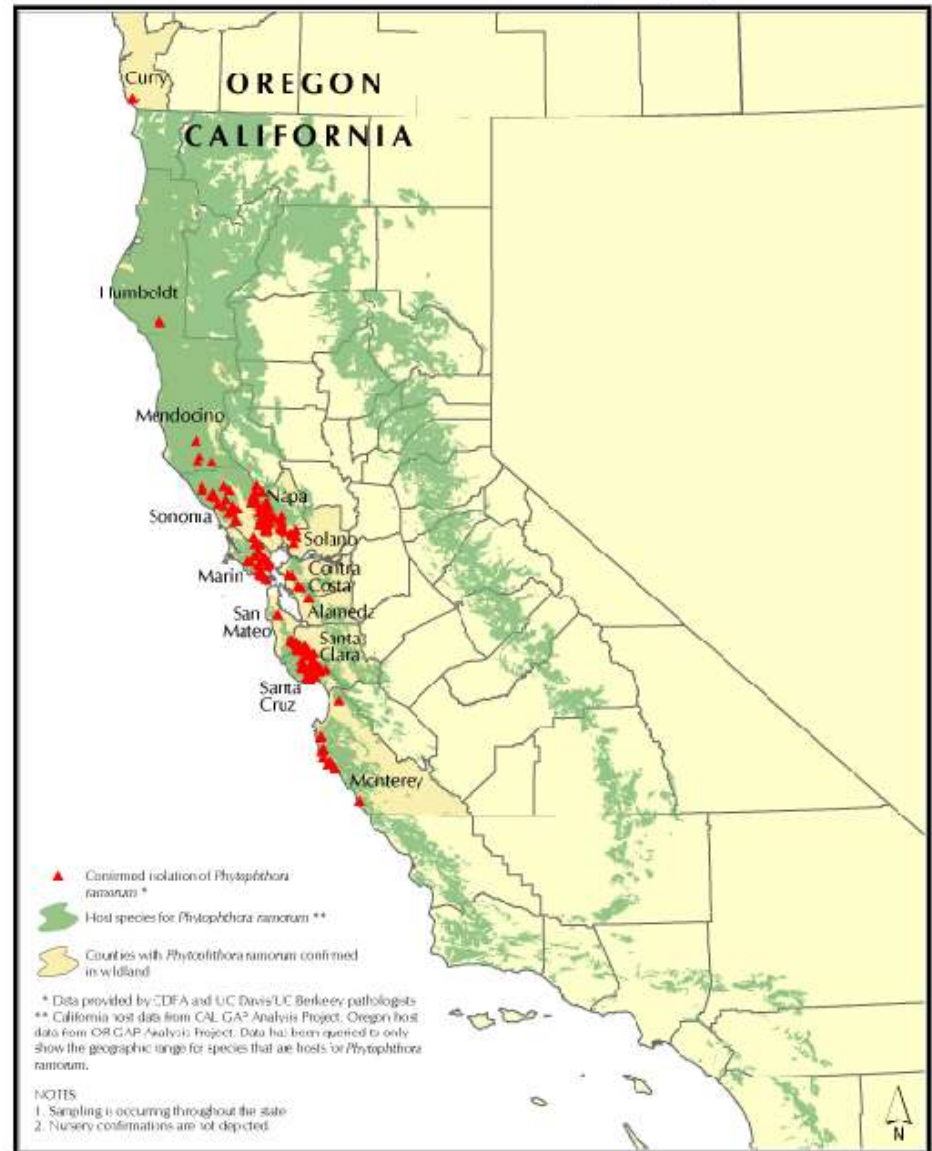 Curry
OREGON
CALIFORNIA
Humboldt
Mendocino
Napa
Sonoma
Solano
Contra
Costa
Marin
Alameda
San
Mateo
Santa
Clara
Santa
Cruz
Monterey
Confirmed isolation of Phytophthora
ramorum *
Host species for Phytophthora ramorum **
Counties with Phytophthora ramorum confirmed
in wildland
* Data provided by CDFA and UC Davis/UC Berkeley pathologists
** California host data from CAL GAP Analysis Project, Oregon host
data from OR GAP Analysis Project. Data has been queried to only
show the geographic range for species that are hosts for Phytophthora
ramorum.
NOTES
1. Sampling is occurring throughout the state
2. Nursery confirmations are not depicted.
N